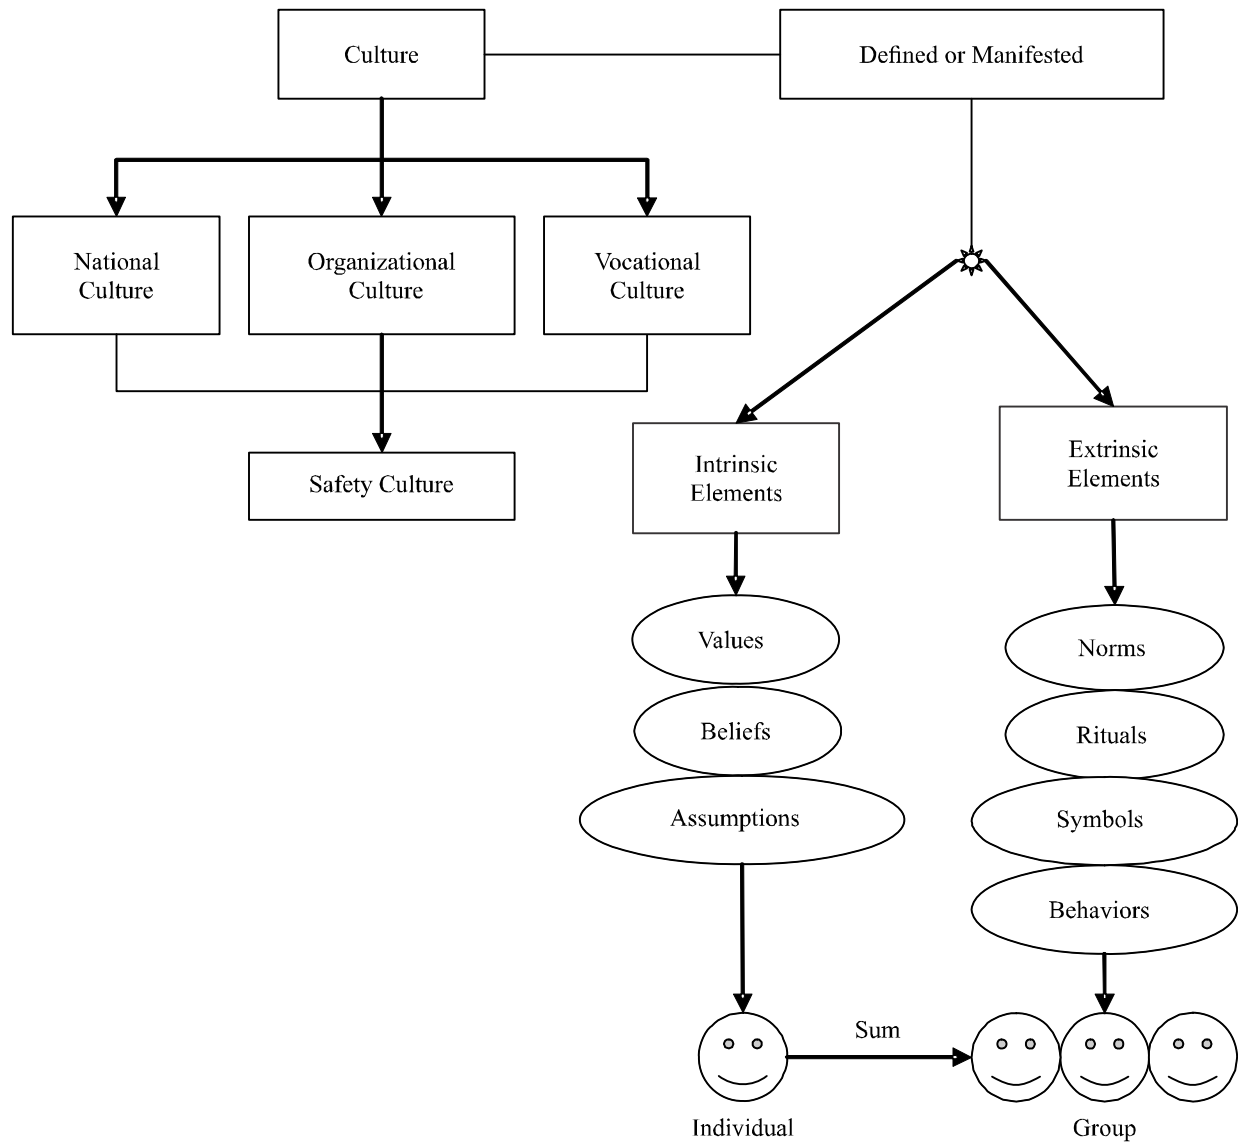 Culture
Defined or Manifested
National
Culture
Organizational
Culture
Vocational
Culture
Safety Culture
Intrinsic
Elements
Extrinsic
Elements
Values
Beliefs
Assumptions
Norms
Rituals
Symbols
Behaviors
Sum
Individual
Group